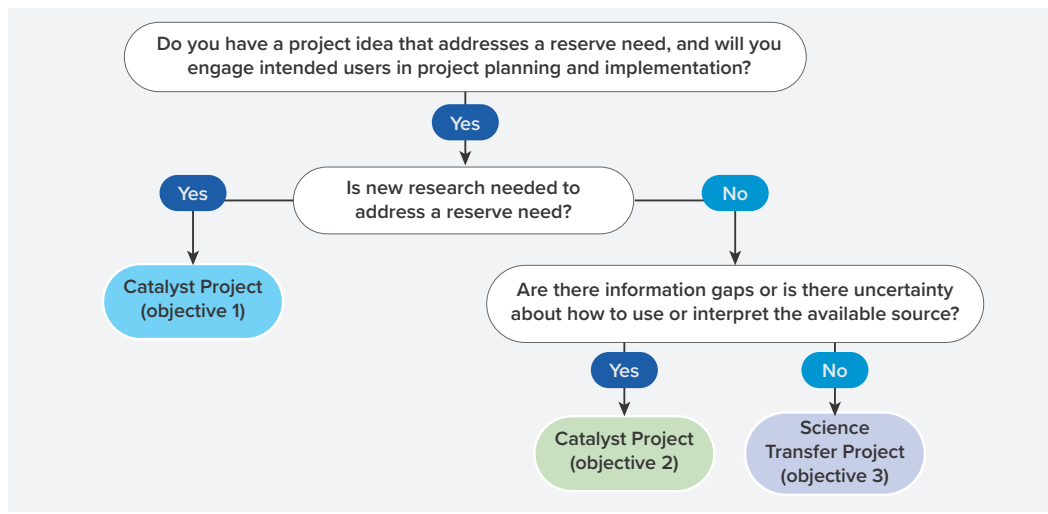 Do you have a project idea that addresses a reserve need, and will you
engage intended users in project planning and implementation?
Yes
Is new research needed to
address a reserve need?
Yes
No
Catalyst Project
(objective 1)
Are there information gaps or is there uncertainty
about how to use or interpret the available source?
Yes
No
Catalyst Project
(objective 2)
Science
Transfer Project
(objective 3)